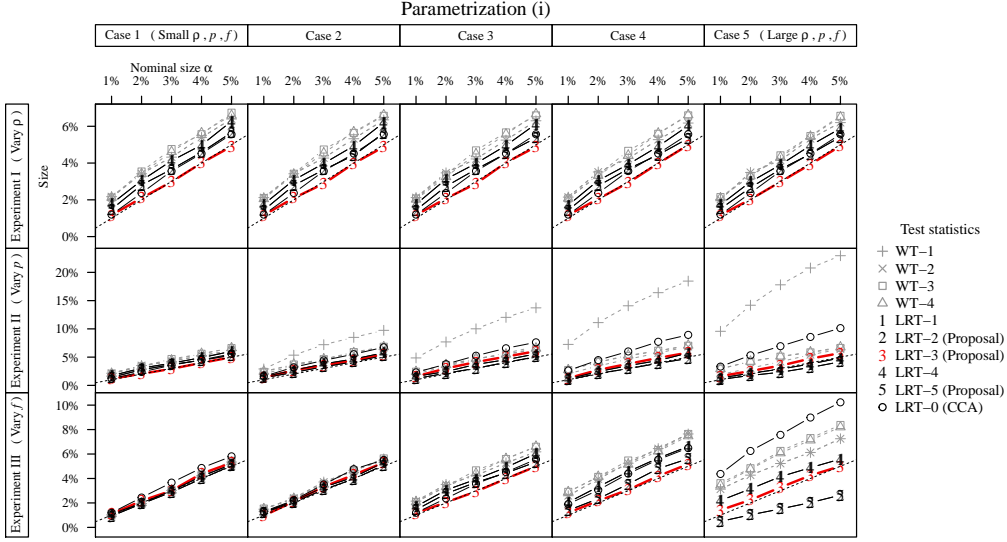 Parametrization (i)
Case 1 ( Small ρ , p , f )
Case 2
Case 3
Case 4
Case 5 ( Large ρ , p , f )
Nominal size α
1% 2% 3% 4% 5%
1% 2% 3% 4% 5%
1% 2% 3% 4% 5%
1% 2% 3% 4% 5%
1% 2% 3% 4% 5%
Experiment I ( Vary ρ )
Size
6%
4%
2%
0%
Experiment II ( Vary p )
20%
15%
10%
5%
0%
Experiment III ( Vary f )
10%
8%
6%
4%
2%
0%
Test statistics
WT−1
WT−2
WT−3
WT−4
1 LRT−1
2 LRT−2 (Proposal)
3 LRT−3 (Proposal)
4 LRT−4
5 LRT−5 (Proposal)
LRT−0 (CCA)